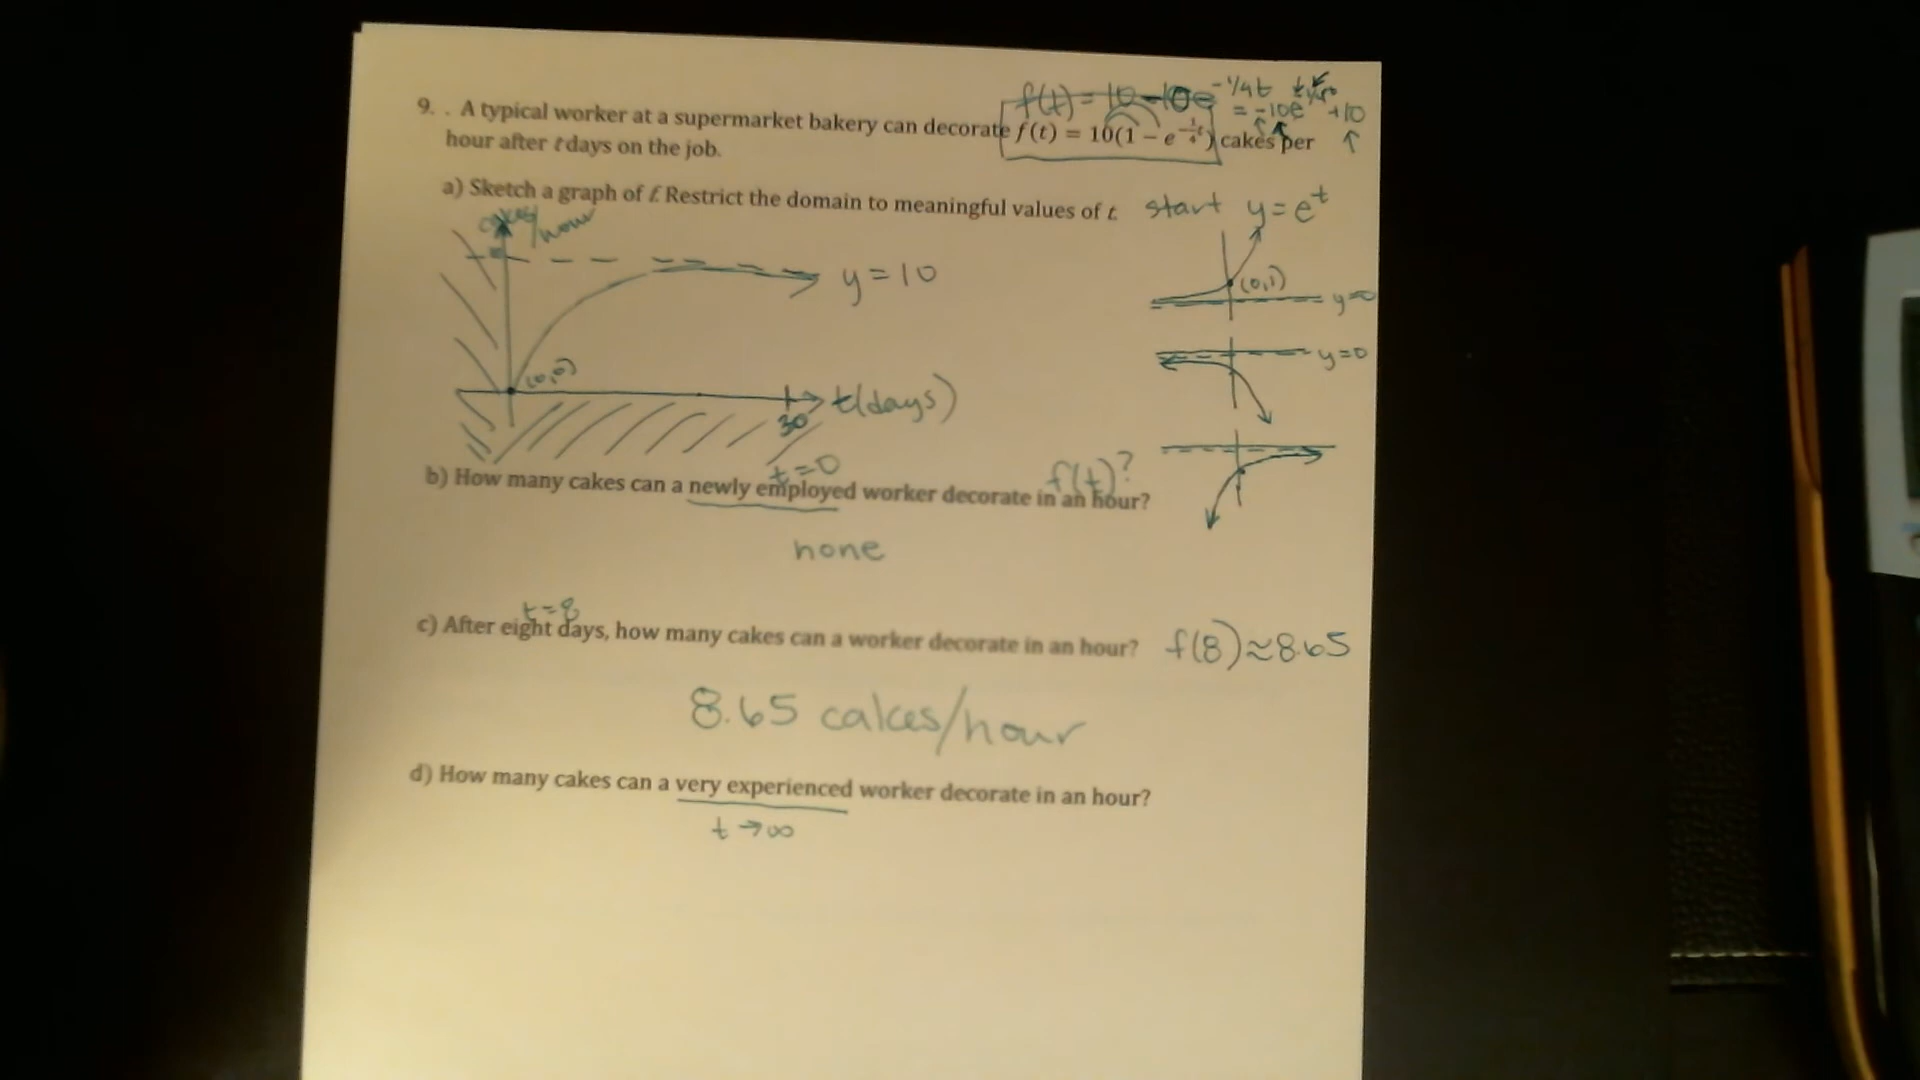 f(t) = 10 - 10e^-1/4t
= -10e +10
9. . A typical worker at a supermarket bakery can decorate f(t) = 10(1 − e^-1/4t) cakes per
hour after t days on the job.
a) Sketch a graph of f. Restrict the domain to meaningful values of t.
start y=e^t
cakes/hour
y=10
(0,1)
y=0
y=0
(0,0)
t(days)
30
t=0
f(t)?
b) How many cakes can a newly employed worker decorate in an hour?
none
t=8
c) After eight days, how many cakes can a worker decorate in an hour? f(8)≈8.65
8.65 cakes/hour
d) How many cakes can a very experienced worker decorate in an hour?
t→∞